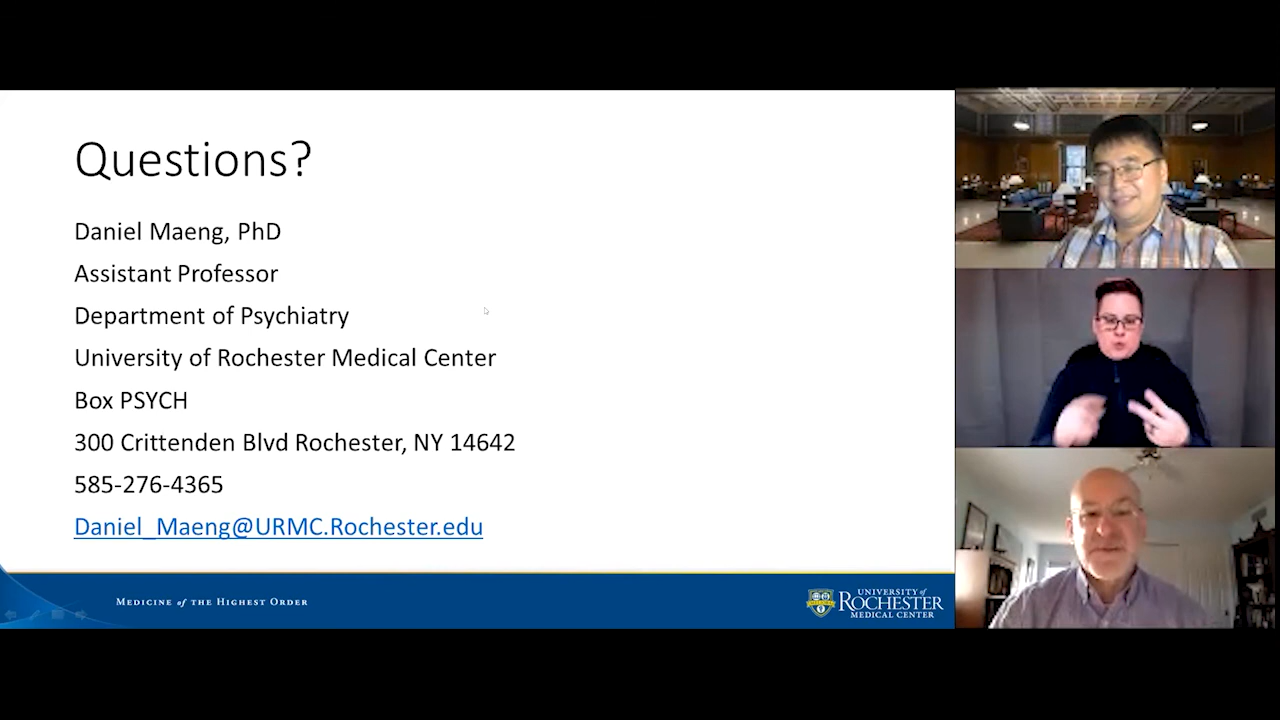 Questions?
Daniel Maeng, PhD
Assistant Professor
Department of Psychiatry
University of Rochester Medical Center
Box PSYCH
300 Crittenden Blvd Rochester, NY 14642
585-276-4365
Daniel_Maeng@URMC.Rochester.edu
MEDICINE of THE HIGHEST ORDER
UNIVERSITY of
ROCHESTER
MEDICAL CENTER